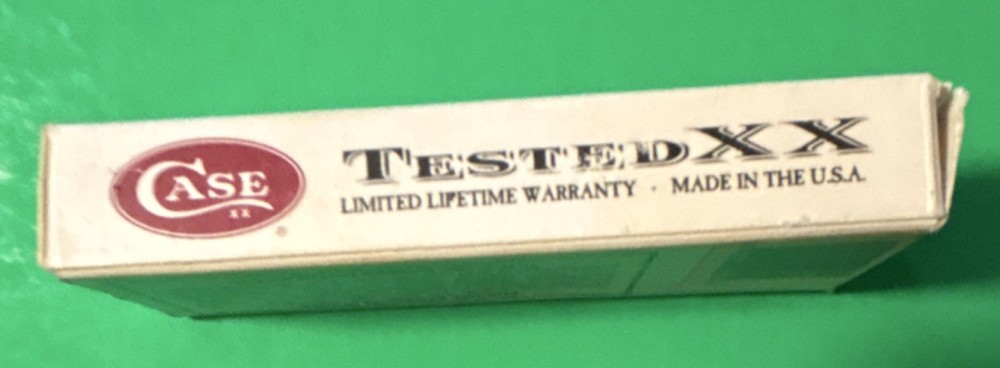 CASE
XX
®
TESTED XX
LIMITED LIFETIME WARRANTY · MADE IN THE U.S.A.